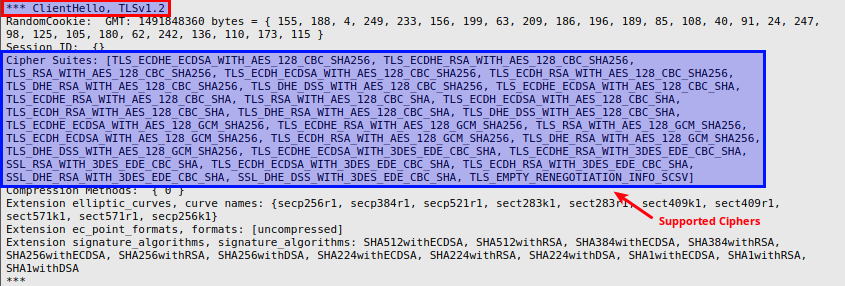 *** ClientHello, TLSv1.2
RandomCookie:  GMT: 1491848360 bytes = { 155, 188, 4, 249, 233, 156, 199, 63, 209, 186, 196, 189, 85, 108, 40, 91, 24, 247,
98, 125, 105, 180, 62, 242, 136, 110, 173, 115 }
Session ID:  {}
Cipher Suites: [TLS_ECDHE_ECDSA_WITH_AES_128_CBC_SHA256, TLS_ECDHE_RSA_WITH_AES_128_CBC_SHA256,
TLS_RSA_WITH_AES_128_CBC_SHA256, TLS_ECDH_ECDSA_WITH_AES_128_CBC_SHA256, TLS_ECDH_RSA_WITH_AES_128_CBC_SHA256,
TLS_DHE_RSA_WITH_AES_128_CBC_SHA256, TLS_DHE_DSS_WITH_AES_128_CBC_SHA256, TLS_ECDHE_ECDSA_WITH_AES_128_CBC_SHA,
TLS_ECDHE_RSA_WITH_AES_128_CBC_SHA, TLS_RSA_WITH_AES_128_CBC_SHA, TLS_ECDH_ECDSA_WITH_AES_128_CBC_SHA,
TLS_ECDH_RSA_WITH_AES_128_CBC_SHA, TLS_DHE_RSA_WITH_AES_128_CBC_SHA, TLS_DHE_DSS_WITH_AES_128_CBC_SHA,
TLS_ECDHE_ECDSA_WITH_AES_128_GCM_SHA256, TLS_ECDHE_RSA_WITH_AES_128_GCM_SHA256, TLS_RSA_WITH_AES_128_GCM_SHA256,
TLS_ECDH_ECDSA_WITH_AES_128_GCM_SHA256, TLS_ECDH_RSA_WITH_AES_128_GCM_SHA256, TLS_DHE_RSA_WITH_AES_128_GCM_SHA256,
TLS_DHE_DSS_WITH_AES_128_GCM_SHA256, TLS_ECDHE_ECDSA_WITH_3DES_EDE_CBC_SHA, TLS_ECDHE_RSA_WITH_3DES_EDE_CBC_SHA,
SSL_RSA_WITH_3DES_EDE_CBC_SHA, TLS_ECDH_ECDSA_WITH_3DES_EDE_CBC_SHA, TLS_ECDH_RSA_WITH_3DES_EDE_CBC_SHA,
SSL_DHE_RSA_WITH_3DES_EDE_CBC_SHA, SSL_DHE_DSS_WITH_3DES_EDE_CBC_SHA, TLS_EMPTY_RENEGOTIATION_INFO_SCSV]
Compression Methods:  { 0 }
Extension elliptic_curves, curve names: {secp256r1, secp384r1, secp521r1, sect283k1, sect283r1, sect409k1, sect409r1,
sect571k1, sect571r1, secp256k1}
Supported Ciphers
Extension ec_point_formats, formats: [uncompressed]
Extension signature_algorithms, signature_algorithms: SHA512withECDSA, SHA512withRSA, SHA384withECDSA, SHA384withRSA,
SHA256withECDSA, SHA256withRSA, SHA256withDSA, SHA224withECDSA, SHA224withRSA, SHA224withDSA, SHA1withECDSA, SHA1withRSA,
SHA1withDSA
***